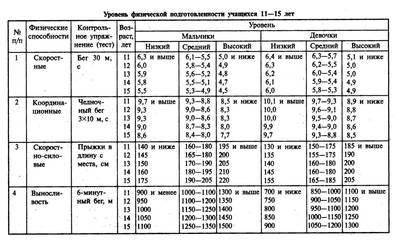 Уровень физической подготовленности учащихся 11—15 лет
№ п/п Физические способности Контрольное упражнение (тест) Возраст, лет Уровень
Мальчики Девочки
Низкий Средний Высокий Низкий Средний Высокий
1 Скоростные Бег 30 м, с 11 6,3 и выше 6,1–5,5 5,0 и ниже 6,4 и выше 6,3–5,7 5,1 и ниже
12 6,0 5,8–5,4 4,9 6,3 6,2–5,5 5,0
13 5,9 5,6–5,2 4,8 6,2 6,0–5,4 5,0
14 5,8 5,5–5,1 4,7 6,1 5,9–5,4 4,9
15 5,5 5,3–4,9 4,5 6,0 5,8–5,3 4,9
2 Координационные Челночный бег 3×10 м, с 11 9,7 и выше 9,3–8,8 8,5 и ниже 10,1 и выше 9,7–9,3 8,9 и ниже
12 9,3 9,0–8,6 8,3 10,0 9,6–9,1 8,8
13 9,3 9,0–8,6 8,3 10,0 9,5–9,0 8,7
14 9,0 8,7–8,3 8,0 9,9 9,4–9,0 8,6
15 8,6 8,4–8,0 7,7 9,7 9,3–8,8 8,5
3 Скоростно-силовые Прыжки в длину с места, см 11 140 и ниже 160—180 195 и выше 130 и ниже 150—175 185 и выше
12 145 165—180 200 135 155—175 190
13 150 170—190 205 140 160—180 200
14 160 180—195 210 145 160—180 200
15 175 190—205 220 155 165—185 205
4 Выносливость 6-минутный бег, м 11 900 и менее 1000—1100 1300 и выше 700 и ниже 850—1000 1100 и выше
12 950 1100—1200 1350 750 900—1050 1150
13 1000 1150—1250 1400 800 950—1100 1200
14 1050 1200—1300 1450 850 1000—1150 1250
15 1100 1250—1350 1500 900 1050—1200 1300